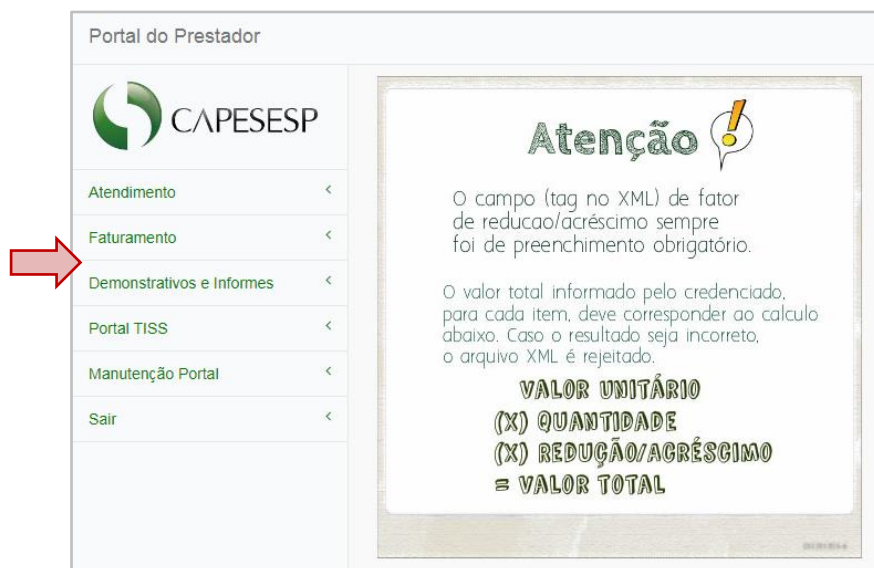 Portal do Prestador
CAPESESP
Atendimento
Faturamento
Demonstrativos e Informes
Portal TISS
Manutenção Portal
Sair
Atenção
O campo (tag no XML) de fator
de reducao/acréscimo sempre
foi de preenchimento obrigatório.
O valor total informado pelo credenciado,
para cada item, deve corresponder ao calculo
abaixo. Caso o resultado seja incorreto,
o arquivo XML é rejeitado.
VALOR UNITÁRIO
(X) QUANTIDADE
(X) REDUÇÃO/ACRÉSCIMO
= VALOR TOTAL